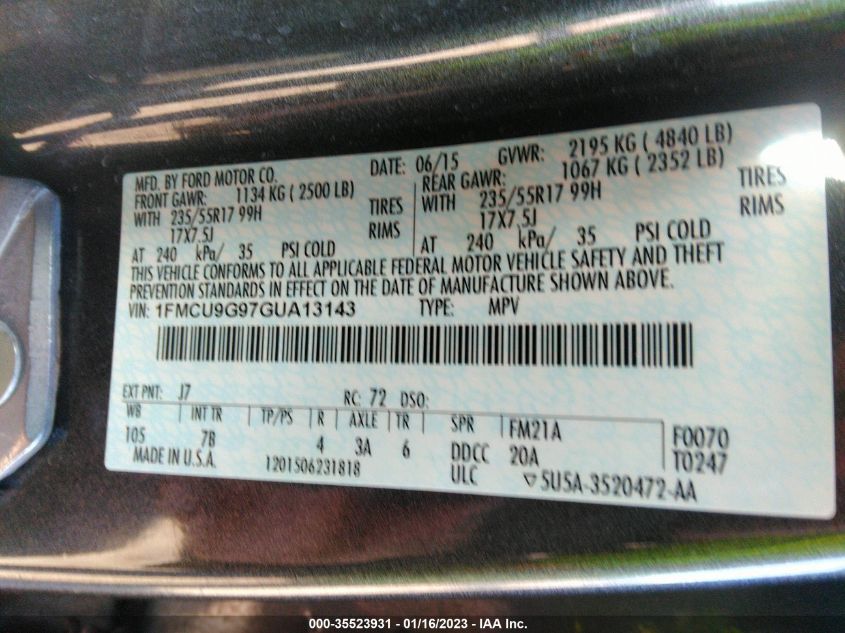 MFD. BY FORD MOTOR CO. DATE: 06/15 GVWR: 2195 KG ( 4840 LB)
FRONT GAWR: 1134 KG ( 2500 LB) REAR GAWR: 1067 KG ( 2352 LB)
WITH 235/55R17 99H TIRES WITH 235/55R17 99H TIRES
17X7.5J RIMS 17X7.5J RIMS
AT 240 kPa/ 35 PSI COLD AT 240 kPa/ 35 PSI COLD
THIS VEHICLE CONFORMS TO ALL APPLICABLE FEDERAL MOTOR VEHICLE SAFETY AND THEFT
PREVENTION STANDARDS IN EFFECT ON THE DATE OF MANUFACTURE SHOWN ABOVE.
VIN: 1FMCU9G97GUA13143 TYPE: MPV
EXT PNT: J7 RC: 72 DSO:
WB INT TR TP/PS R AXLE TR SPR FM21A F0070
105 7B 4 3A 6 DDCC 20A T0247
MADE IN U.S.A. 1201506231818 ULC ▽5U5A-3520472-AA
000-35523931 - 01/16/2023 - IAA Inc.